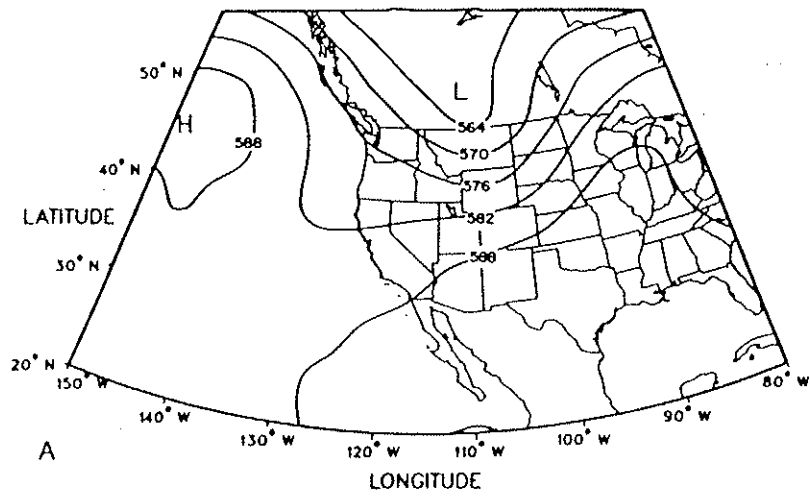 50° N
L
H
564
588
570
40° N
576
LATITUDE
582
588
30° N
20° N
150° W
80° W
140° W
90° W
130° W
100° W
120° W
110° W
A
LONGITUDE